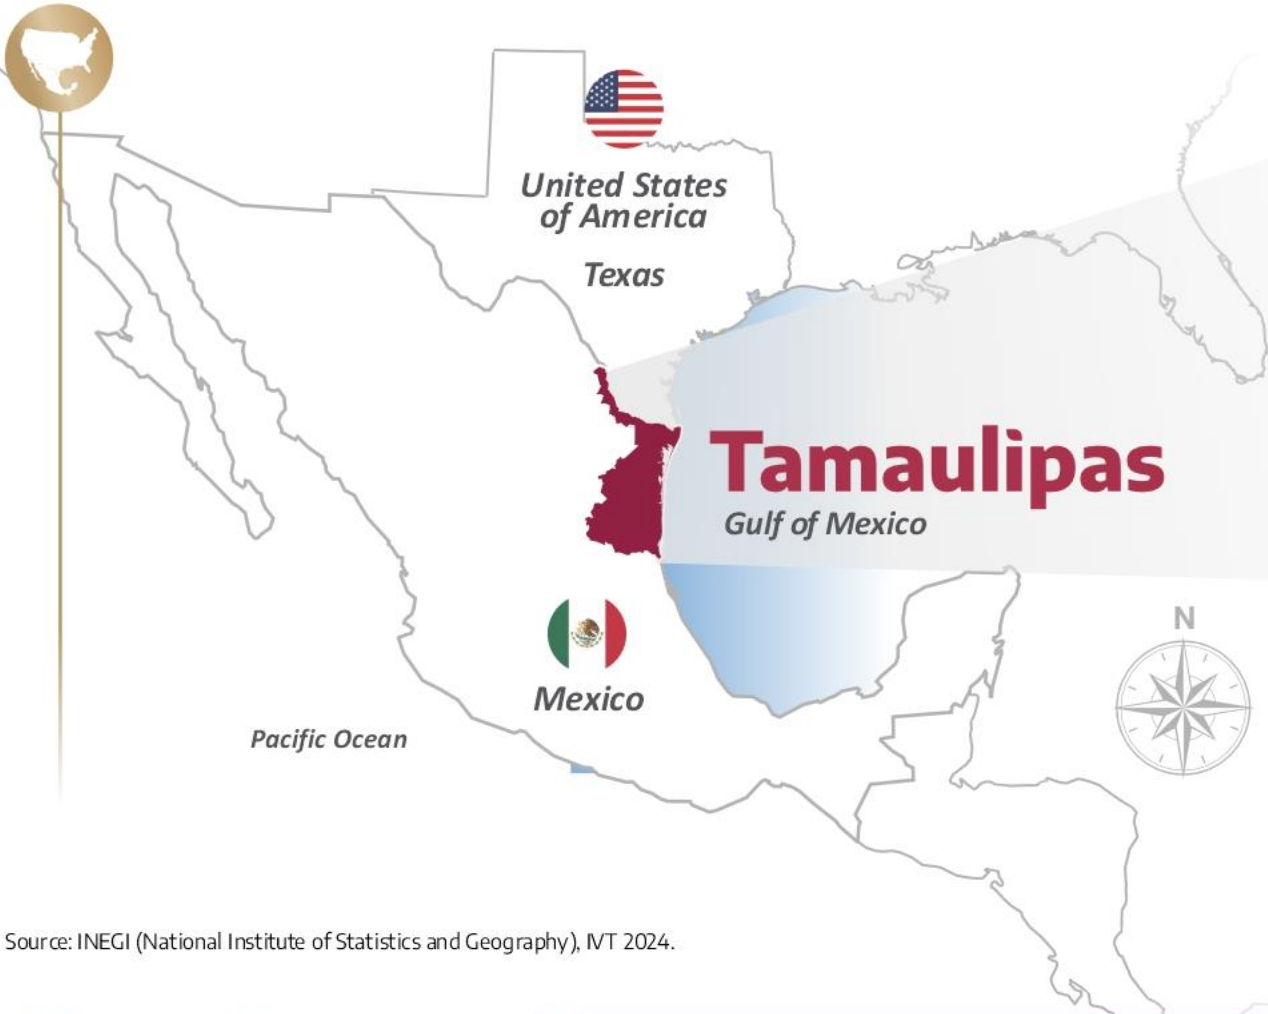 United States
of America
Texas
Tamaulipas
Gulf of Mexico
N
Mexico
Pacific Ocean
Source: INEGI (National Institute of Statistics and Geography), IVT 2024.